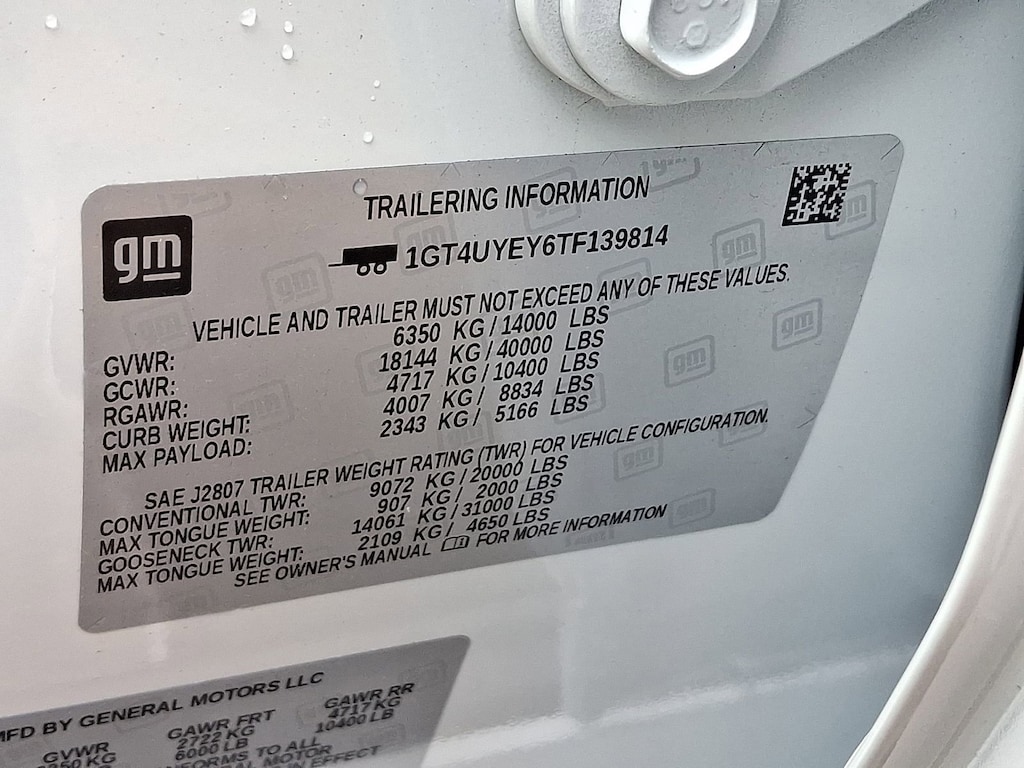 TRAILERING INFORMATION
gm
1GT4UYEY6TF139814
VEHICLE AND TRAILER MUST NOT EXCEED ANY OF THESE VALUES.
GVWR: 6350 KG/14000 LBS
GCWR: 18144 KG/40000 LBS
RGAWR: 4717 KG/10400 LBS
CURB WEIGHT: 4007 KG/ 8834 LBS
MAX PAYLOAD: 2343 KG/ 5166 LBS
SAE J2807 TRAILER WEIGHT RATING (TWR) FOR VEHICLE CONFIGURATION.
CONVENTIONAL TWR: 9072 KG/20000 LBS
MAX TONGUE WEIGHT: 907 KG/ 2000 LBS
GOOSENECK TWR: 14061 KG/31000 LBS
MAX TONGUE WEIGHT: 2109 KG/ 4650 LBS
SEE OWNER'S MANUAL FOR MORE INFORMATION
MFD BY GENERAL MOTORS LLC
GVWR GAWR FRT GAWR RR
2722 KG 4717 KG
6000 LB 10400 LB
TO ALL
MOTOR
IN EFFECT